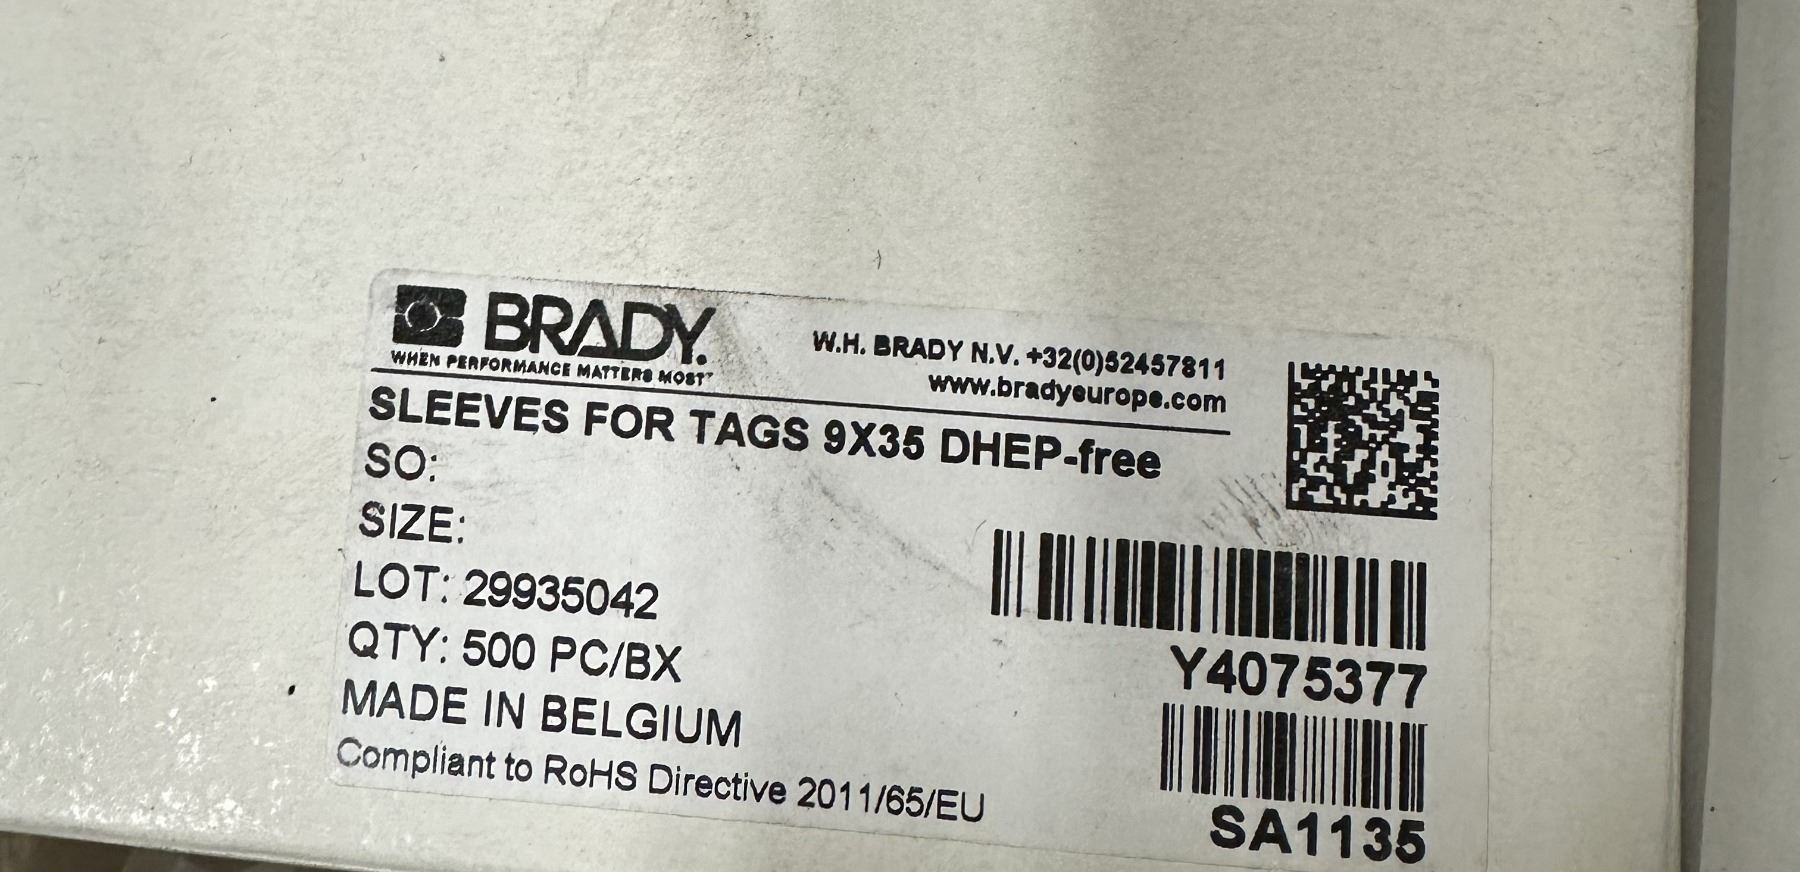 BRADY.
WHEN PERFORMANCE MATTERS MOST™
W.H. BRADY N.V. +32(0)52457811
www.bradyeurope.com
SLEEVES FOR TAGS 9X35 DHEP-free
SO:
SIZE:
LOT: 29935042
QTY: 500 PC/BX
MADE IN BELGIUM
Compliant to RoHS Directive 2011/65/EU
Y4075377
SA1135